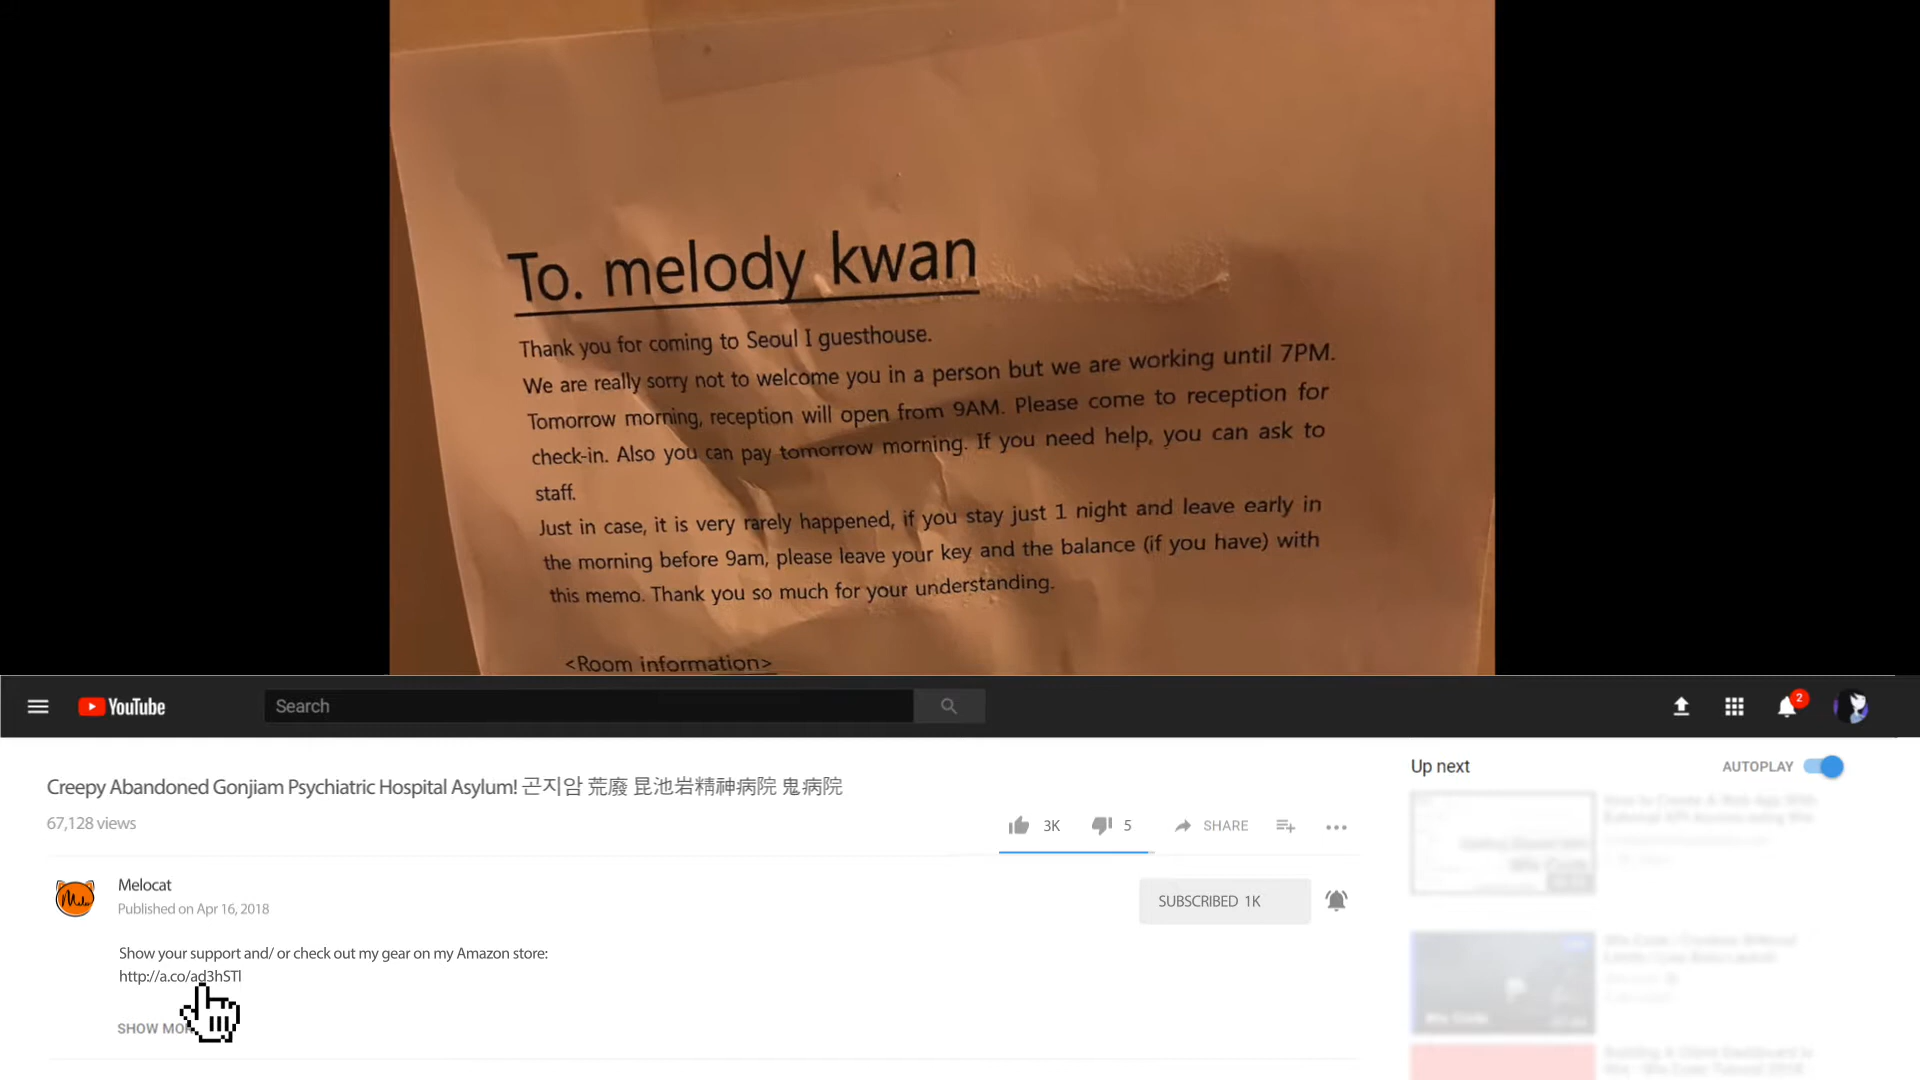 To. melody kwan
Thank you for coming to Seoul I guesthouse.
We are really sorry not to welcome you in a person but we are working until 7PM.
Tomorrow morning, reception will open from 9AM. Please come to reception for
check-in. Also you can pay tomorrow morning. If you need help, you can ask to
staff.
Just in case, it is very rarely happened, if you stay just 1 night and leave early in
the morning before 9am, please leave your key and the balance (if you have) with
this memo. Thank you so much for your understanding.
<Room information>
YouTube
Search
2
Creepy Abandoned Gonjiam Psychiatric Hospital Asylum! 곤지암 荒廢 昆池岩精神病院 鬼病院
67,128 views
3K
5
SHARE
Up next
AUTOPLAY
Melocat
Published on Apr 16, 2018
SUBSCRIBED 1K
Show your support and/ or check out my gear on my Amazon store:
http://a.co/ad3hSTl
SHOW